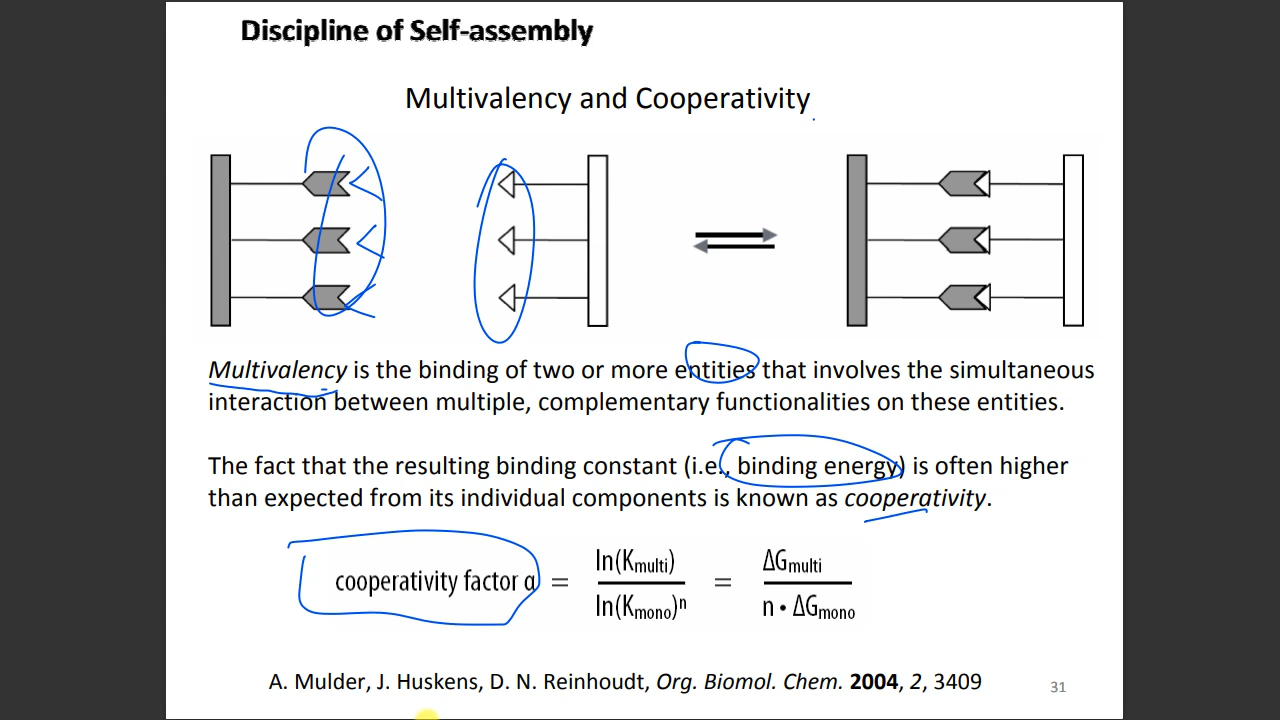 Discipline of Self-assembly
Multivalency and Cooperativity
Multivalency is the binding of two or more entities that involves the simultaneous
interaction between multiple, complementary functionalities on these entities.
The fact that the resulting binding constant (i.e., binding energy) is often higher
than expected from its individual components is known as cooperativity.
cooperativity factor α = ln(Kmulti) / ln(Kmono)ⁿ = ΔGmulti / n • ΔGmono
A. Mulder, J. Huskens, D. N. Reinhoudt, Org. Biomol. Chem. 2004, 2, 3409
31